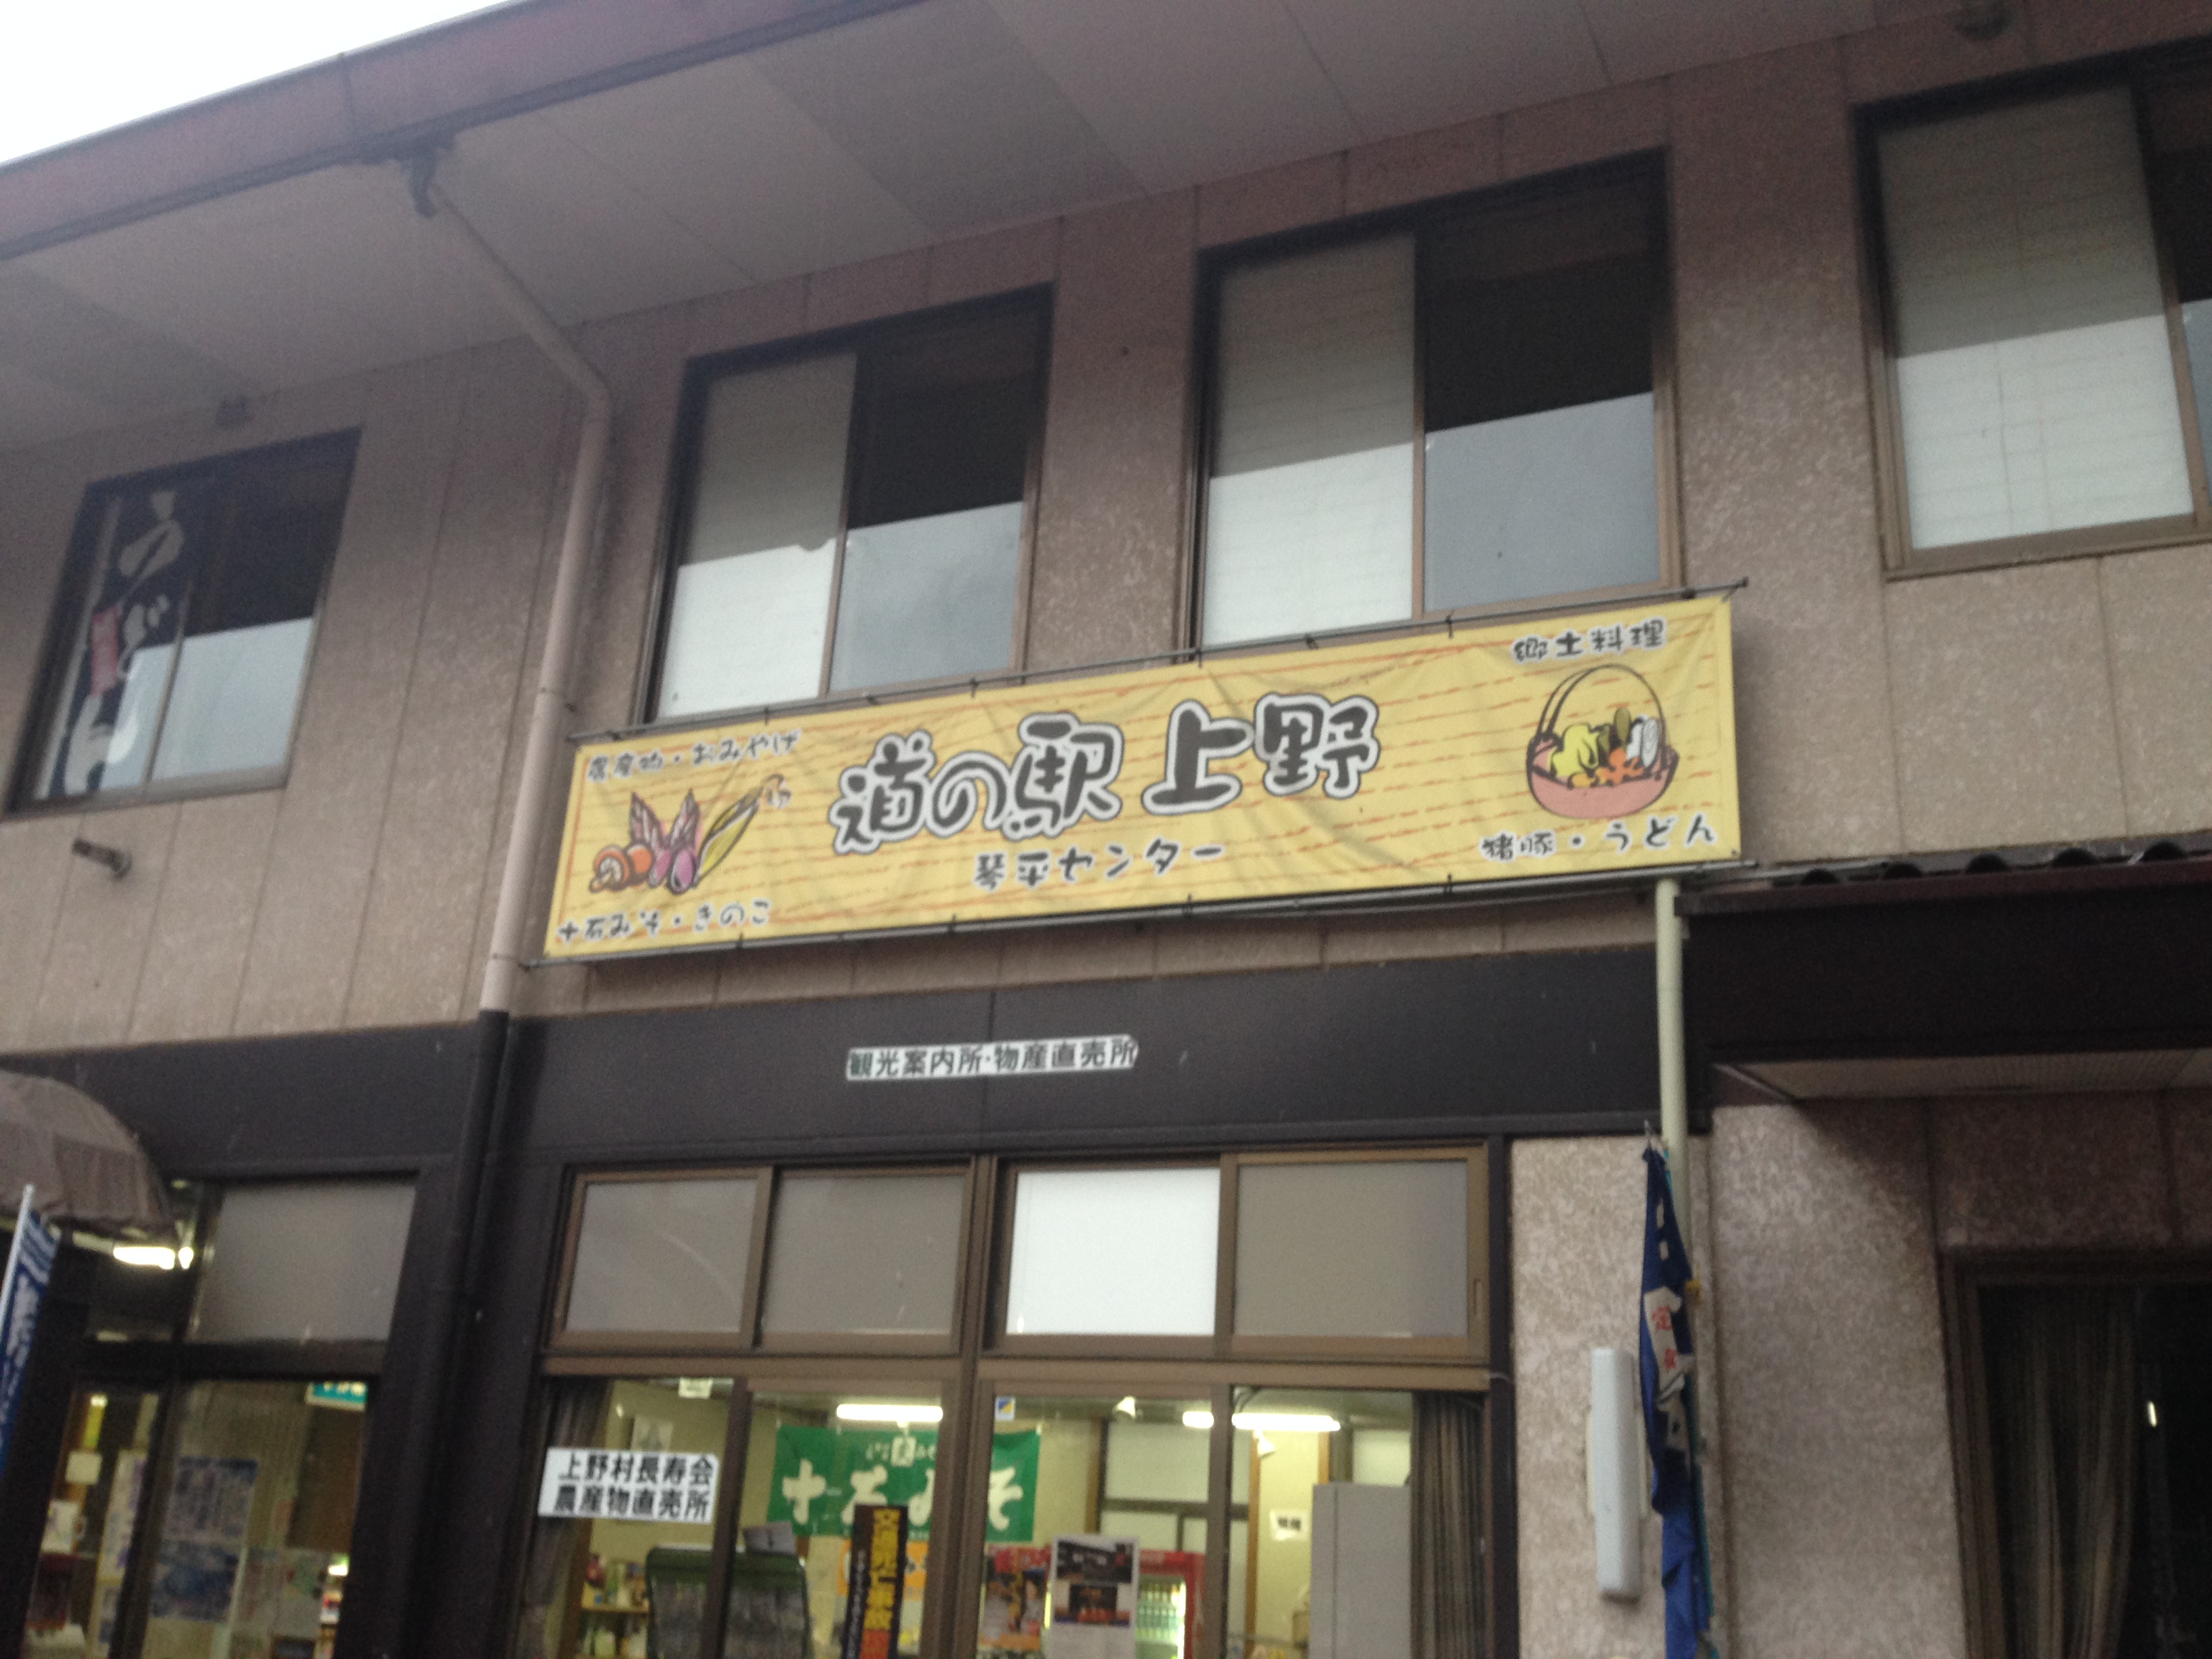 うどん
農産物・おみやげ
郷土料理
道の駅 上野
琴平センター
猪豚・うどん
十石みそ・きのこ
観光案内所・物産直売所
上野村長寿会
農産物直売所
十石みそ